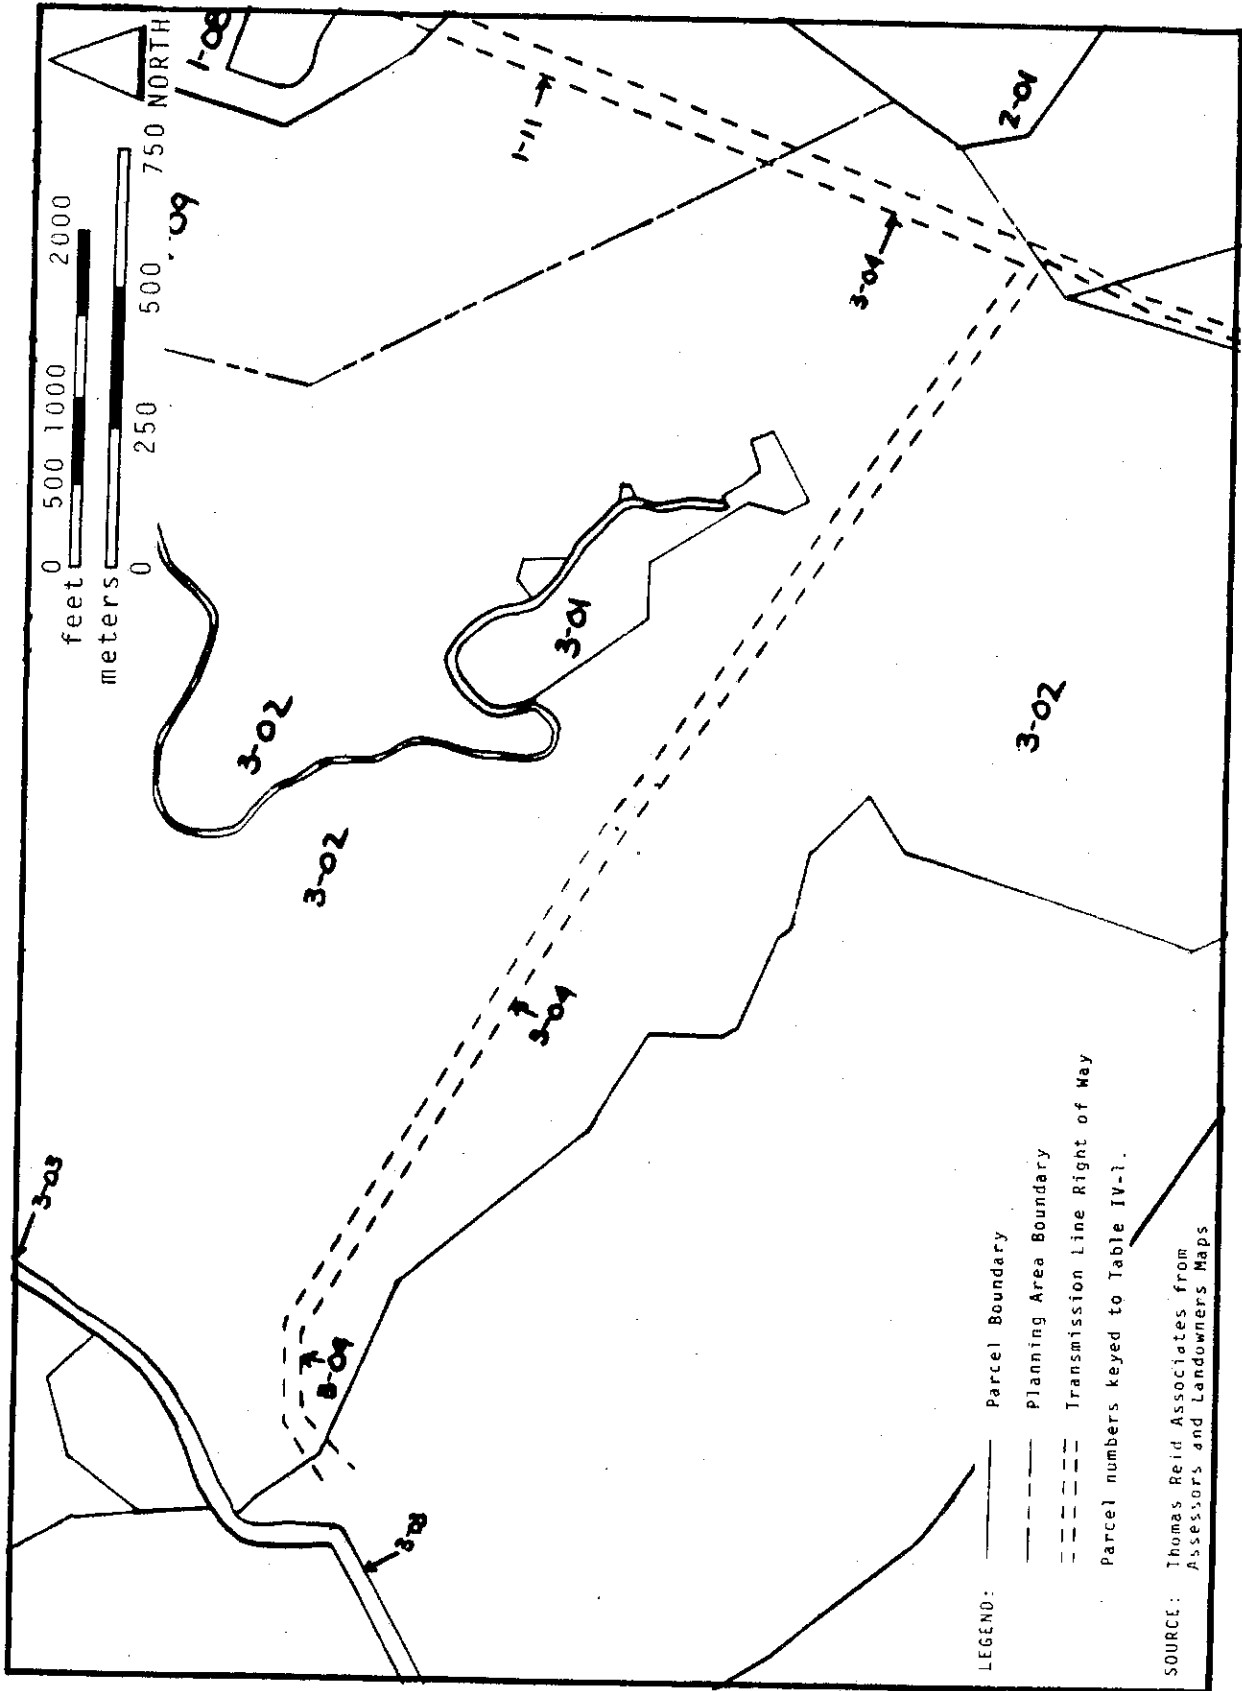 3-03
3-03
3-04
3-04
3-02
3-02
3-01
3-02
3-04
1-11
2-01
1-08
-09
NORTH
0 500 1000 2000
feet
meters
0 250 500 750
LEGEND:
Parcel Boundary
Planning Area Boundary
Transmission Line Right of Way
Parcel numbers keyed to Table IV-1.
SOURCE: Thomas Reid Associates from
Assessors and Landowners Maps